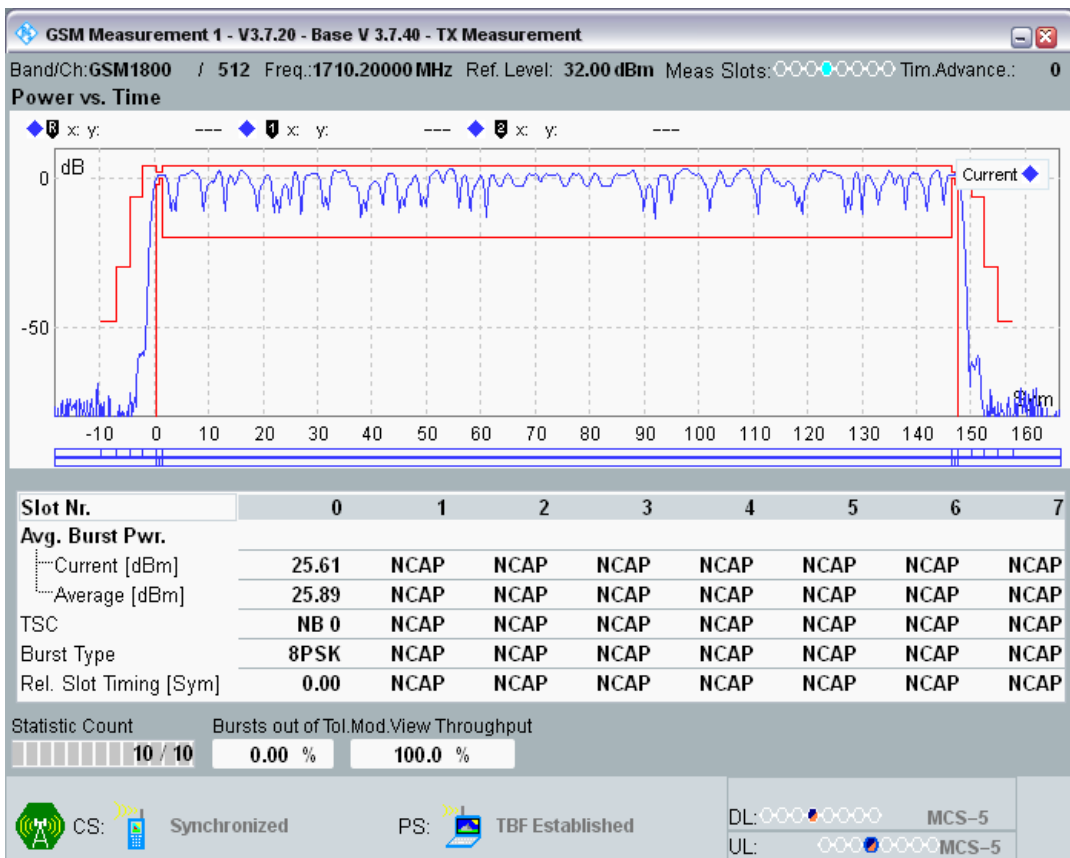 GSM Measurement 1 - V3.7.20 - Base V 3.7.40 - TX Measurement
Band/Ch:GSM1800 / 512 Freq.:1710.20000 MHz Ref. Level: 32.00 dBm Meas Slots: Tim.Advance.: 0
Power vs. Time
R x: y: --- 1 x: y: --- 2 x: y: ---
dB
Current
0
-50
Sym
-10 0 10 20 30 40 50 60 70 80 90 100 110 120 130 140 150 160
Slot Nr. 0 1 2 3 4 5 6 7
Avg. Burst Pwr.
Current [dBm] 25.61 NCAP NCAP NCAP NCAP NCAP NCAP NCAP
Average [dBm] 25.89 NCAP NCAP NCAP NCAP NCAP NCAP NCAP
TSC NB 0 NCAP NCAP NCAP NCAP NCAP NCAP NCAP
Burst Type 8PSK NCAP NCAP NCAP NCAP NCAP NCAP NCAP
Rel. Slot Timing [Sym] 0.00 NCAP NCAP NCAP NCAP NCAP NCAP NCAP
Statistic Count Bursts out of Tol. Mod.View Throughput
10 / 10 0.00 % 100.0 %
CS: Synchronized PS: TBF Established
DL: MCS-5
UL: MCS-5